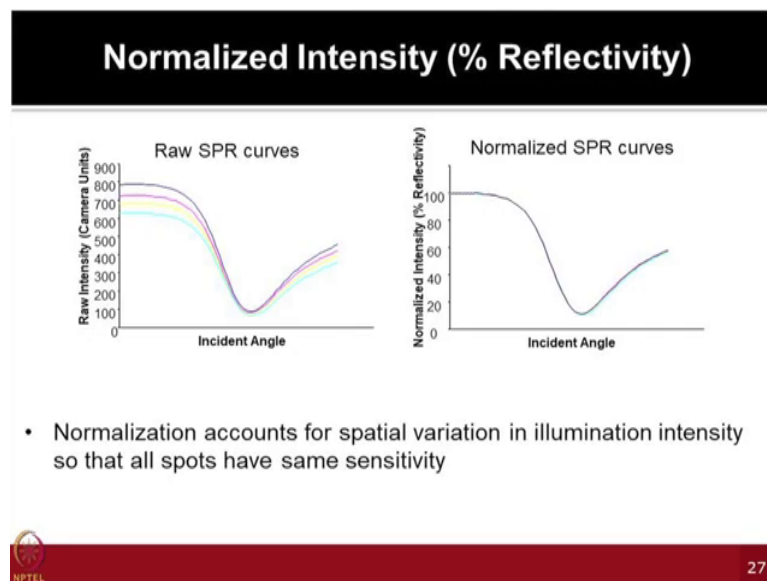 Normalized Intensity (% Reflectivity)
Raw SPR curves
Raw Intensity (Camera Units)
900
800
700
600
500
400
300
200
100
0
Incident Angle
Normalized SPR curves
Normalized Intensity (% Reflectivity)
100
80
60
40
20
0
Incident Angle
• Normalization accounts for spatial variation in illumination intensity
so that all spots have same sensitivity
NPTEL
27